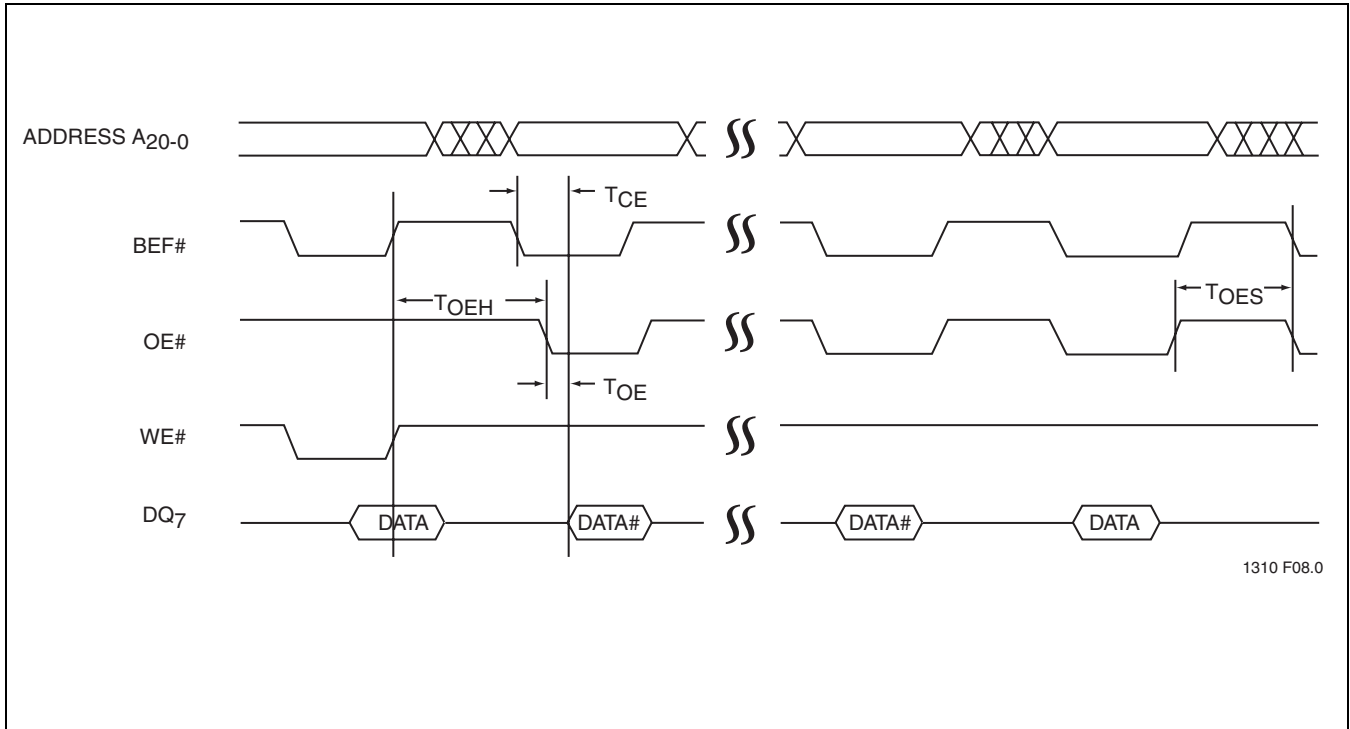 ADDRESS A20-0
TCE
BEF#
TOEH
TOES
OE#
TOE
WE#
DQ7
DATA
DATA#
DATA#
DATA
1310 F08.0